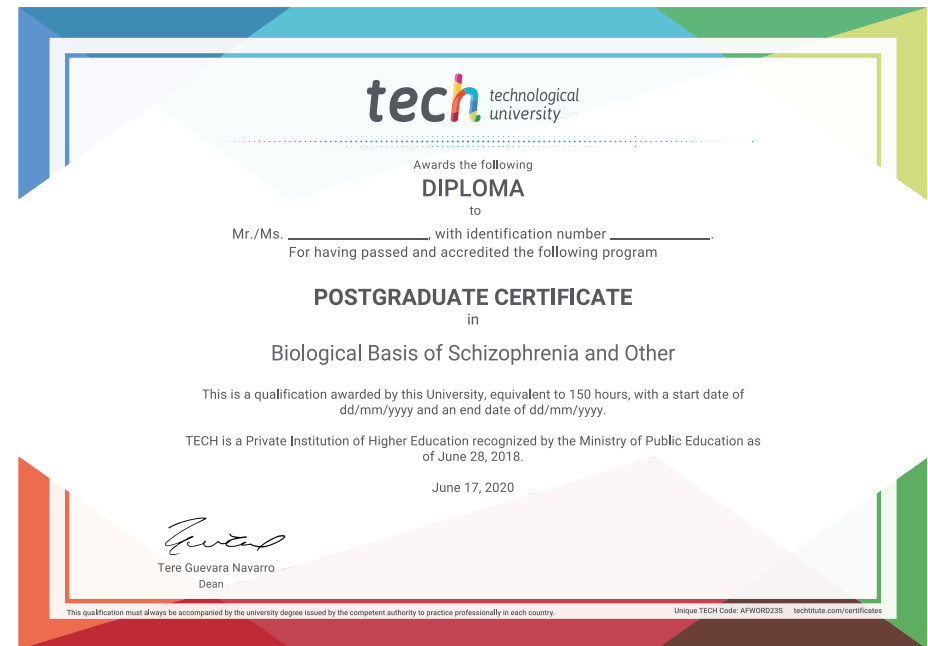 tech technological
university
Awards the following
DIPLOMA
to
Mr./Ms. ____________________, with identification number ______________.
For having passed and accredited the following program
POSTGRADUATE CERTIFICATE
in
Biological Basis of Schizophrenia and Other
This is a qualification awarded by this University, equivalent to 150 hours, with a start date of
dd/mm/yyyy and an end date of dd/mm/yyyy.
TECH is a Private Institution of Higher Education recognized by the Ministry of Public Education as
of June 28, 2018.
June 17, 2020
Tere Guevara Navarro
Dean
This qualification must always be accompanied by the university degree issued by the competent authority to practice professionally in each country.
Unique TECH Code: AFWORD23S techtitute.com/certificates